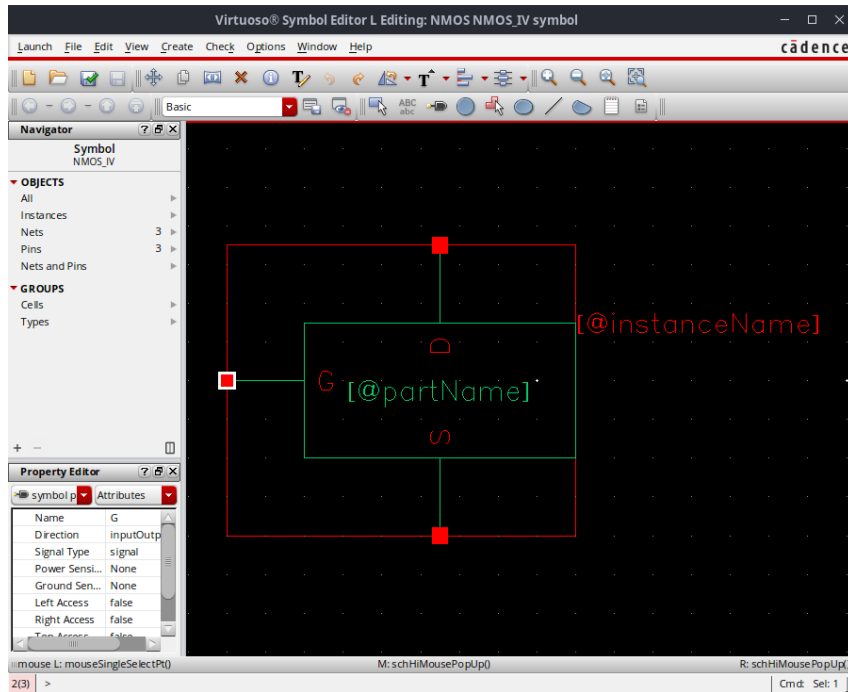 Virtuoso® Symbol Editor L Editing: NMOS NMOS_IV symbol
Launch File Edit View Create Check Options Window Help
cādence
T
ABC
abc
Basic
Navigator
Symbol
NMOS_IV
OBJECTS
All
Instances
Nets 3
Pins 3
Nets and Pins
GROUPS
Cells
Types
[@instanceName]
D
G
[@partName]
S
Property Editor
symbol p
Attributes
Name G
Direction inputOutp
Signal Type signal
Power Sensi... None
Ground Sen... None
Left Access false
Right Access false
Top Access false
mouse L: mouseSingleSelectPt()
M: schHiMousePopUp()
R: schHiMousePopUp(
2(3) >
Cmd: Sel: 1